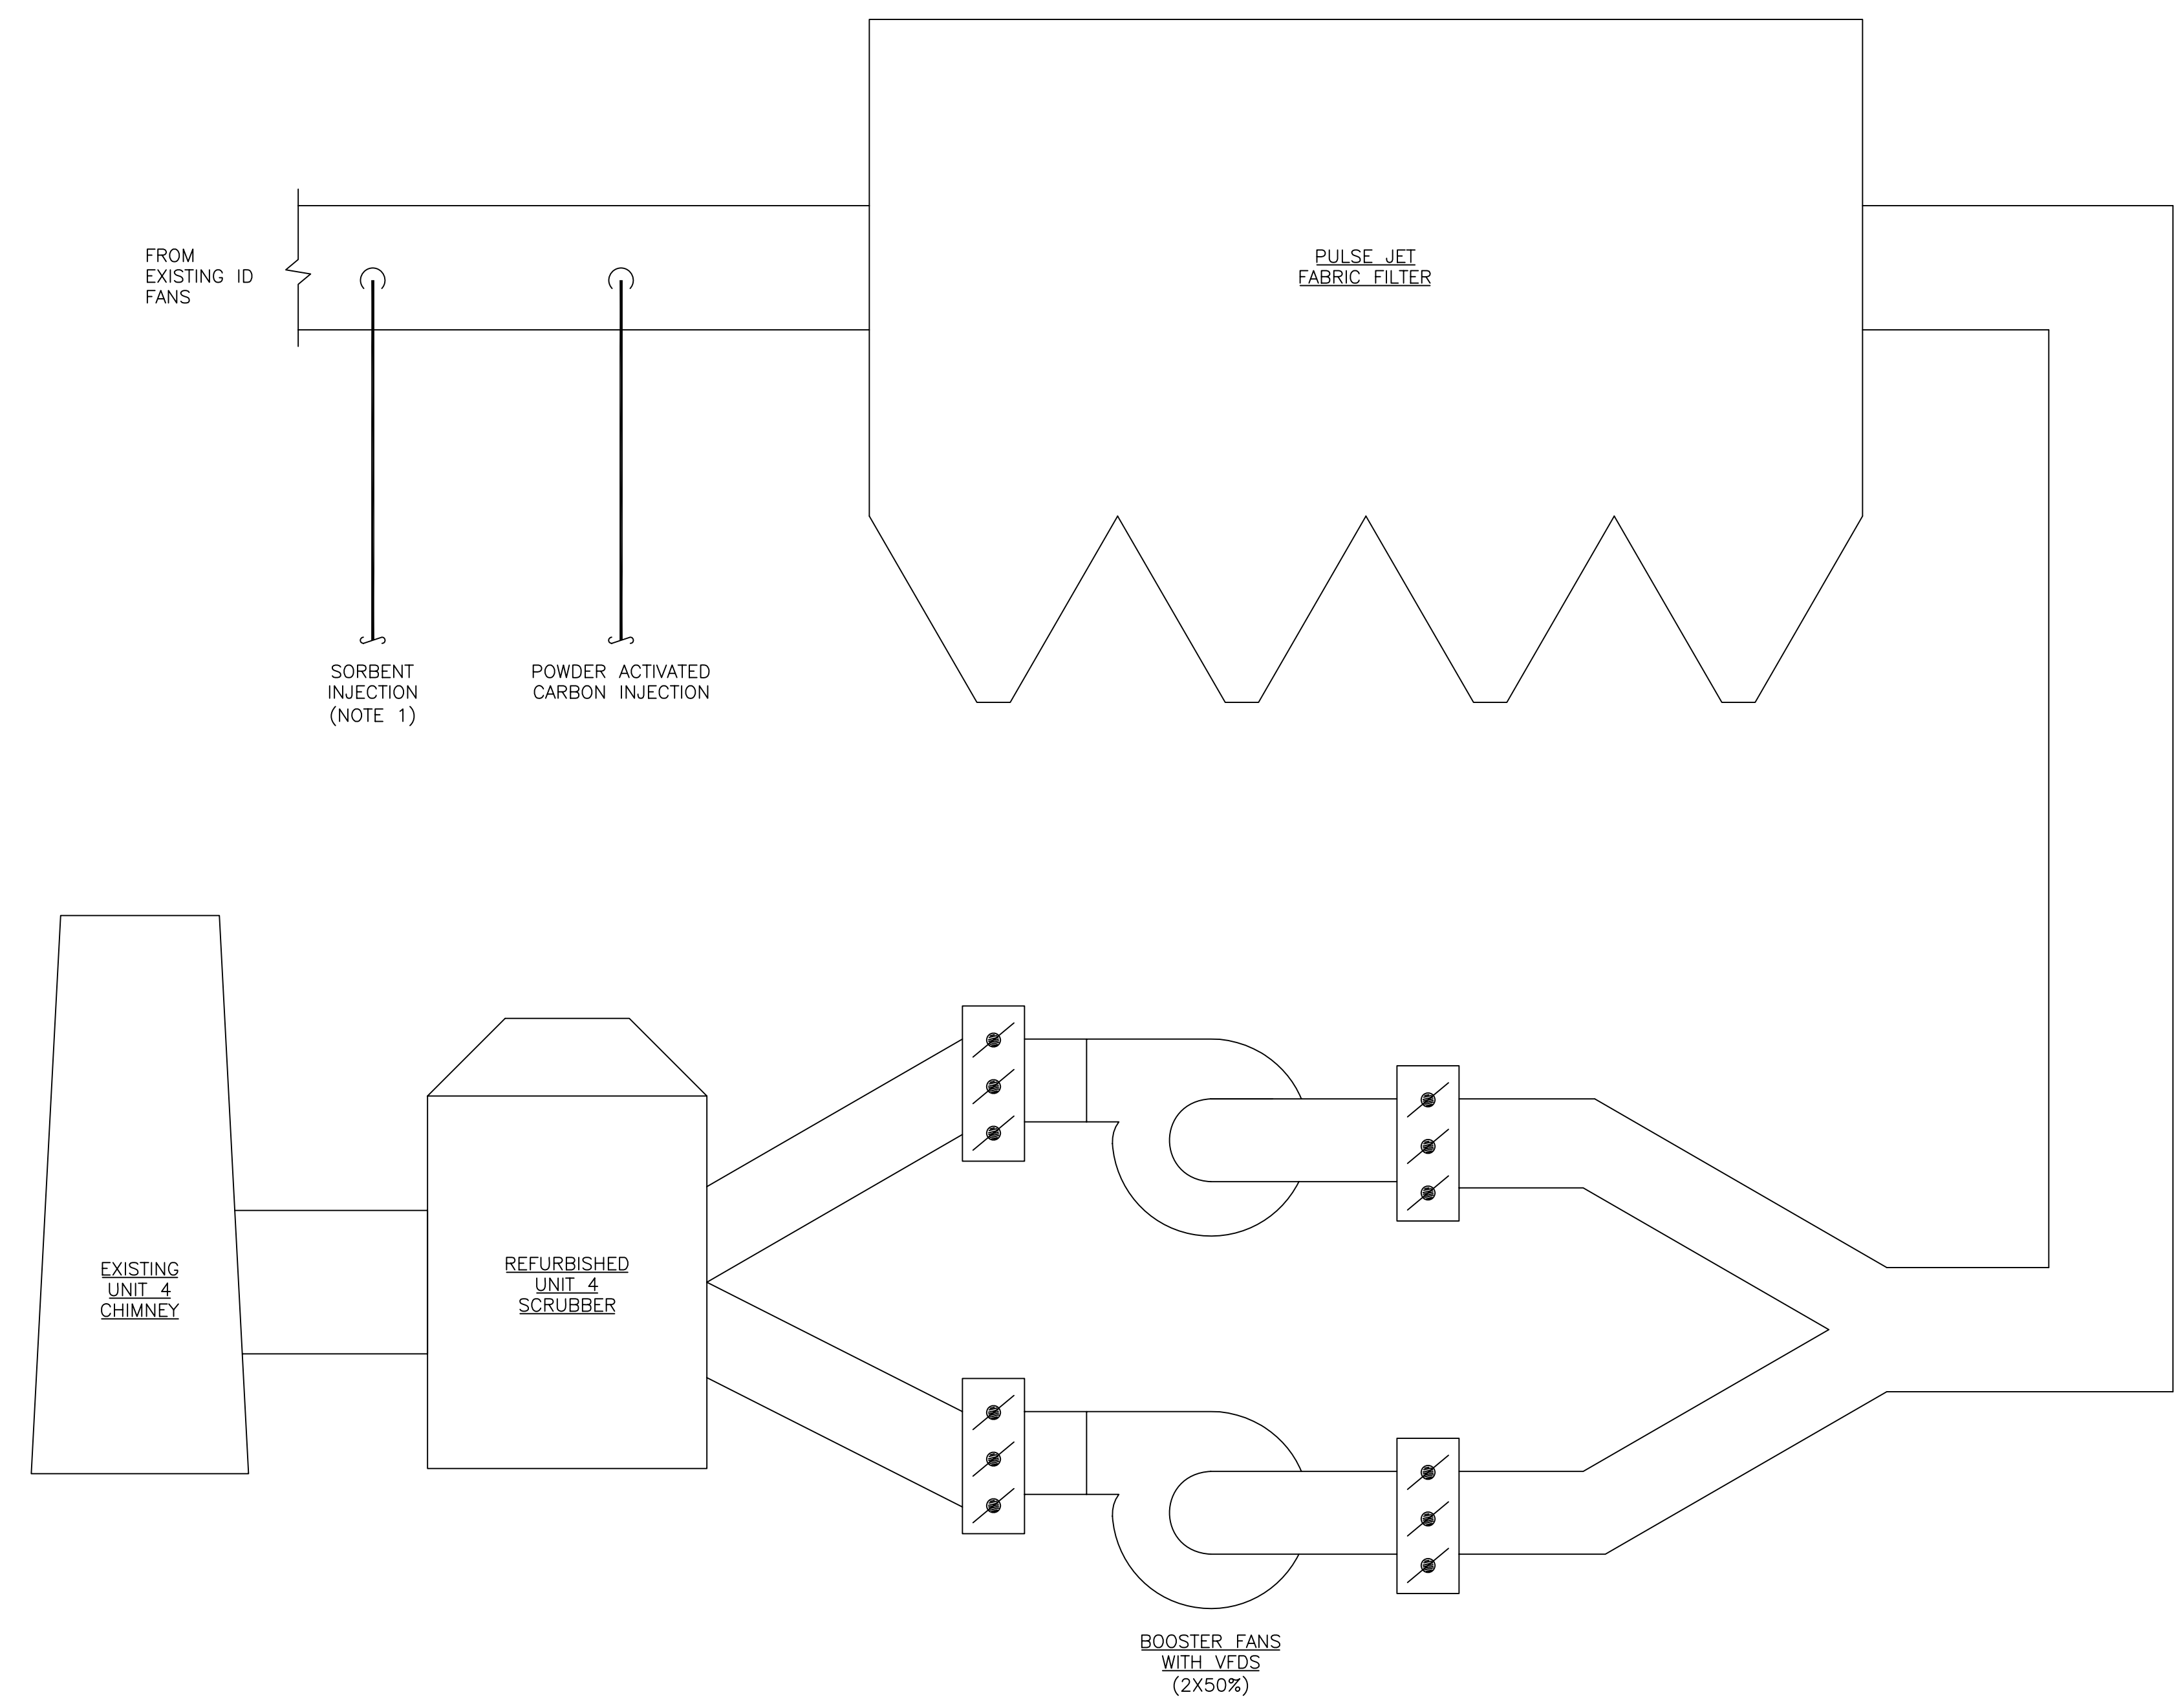 FROM
EXISTING ID
FANS
PULSE JET
FABRIC FILTER
SORBENT
INJECTION
(NOTE 1)
POWDER ACTIVATED
CARBON INJECTION
EXISTING
UNIT 4
CHIMNEY
REFURBISHED
UNIT 4
SCRUBBER
BOOSTER FANS
WITH VFDS
(2X50%)